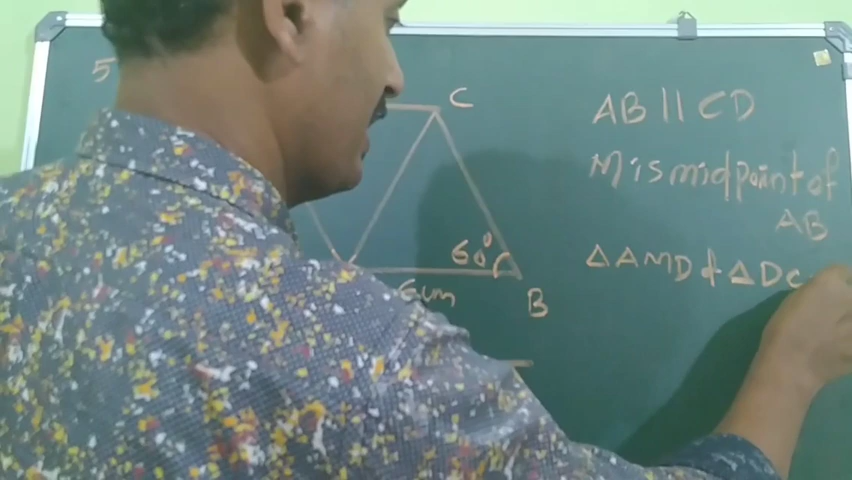 5
C
AB || CD
M is midpoint of
AB
60°
△AMD & △DC
6cm
B